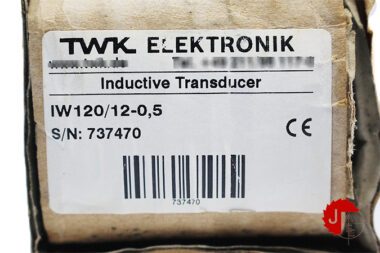 TWK ELEKTRONIK
Inductive Transducer
IW120/12-0,5
S/N: 737470
CE
737470
J